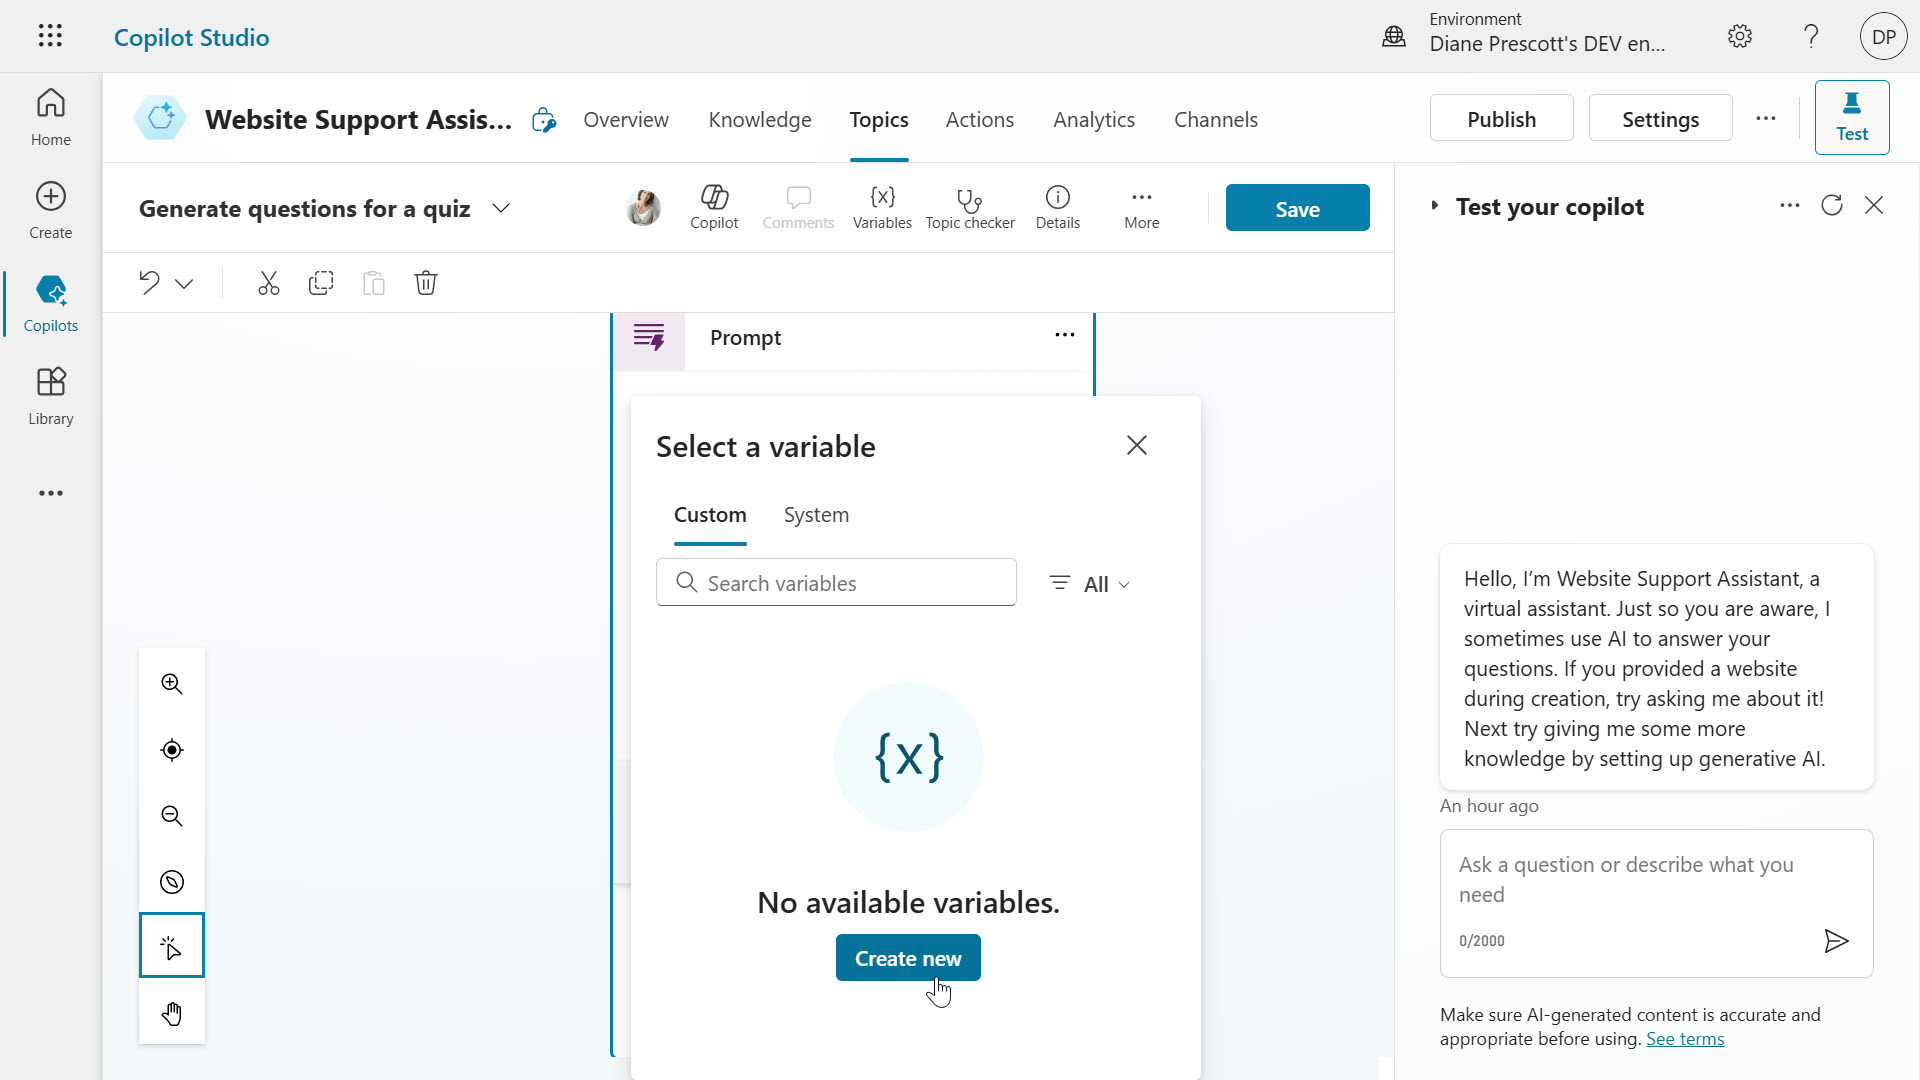 Copilot Studio
Environment
Diane Prescott's DEV en...
DP
Home
Create
Copilots
Library
Website Support Assis...
Overview
Knowledge
Topics
Actions
Analytics
Channels
Publish
Settings
Test
Generate questions for a quiz
Copilot
Comments
Variables
Topic checker
Details
More
Save
Prompt
Select a variable
Custom
System
Search variables
All
{x}
No available variables.
Create new
Test your copilot
Hello, I'm Website Support Assistant, a
virtual assistant. Just so you are aware, I
sometimes use AI to answer your
questions. If you provided a website
during creation, try asking me about it!
Next try giving me some more
knowledge by setting up generative AI.
An hour ago
Ask a question or describe what you
need
0/2000
Make sure AI-generated content is accurate and
appropriate before using. See terms